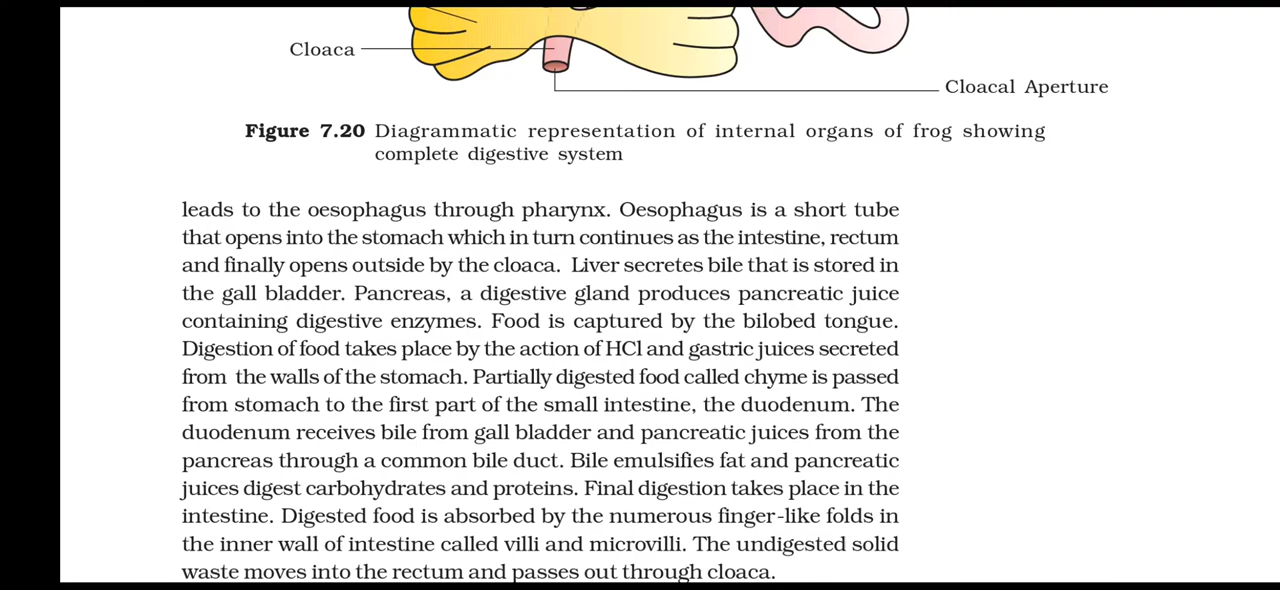 Cloaca
Cloacal Aperture
Figure 7.20 Diagrammatic representation of internal organs of frog showing
complete digestive system
leads to the oesophagus through pharynx. Oesophagus is a short tube
that opens into the stomach which in turn continues as the intestine, rectum
and finally opens outside by the cloaca. Liver secretes bile that is stored in
the gall bladder. Pancreas, a digestive gland produces pancreatic juice
containing digestive enzymes. Food is captured by the bilobed tongue.
Digestion of food takes place by the action of HCl and gastric juices secreted
from the walls of the stomach. Partially digested food called chyme is passed
from stomach to the first part of the small intestine, the duodenum. The
duodenum receives bile from gall bladder and pancreatic juices from the
pancreas through a common bile duct. Bile emulsifies fat and pancreatic
juices digest carbohydrates and proteins. Final digestion takes place in the
intestine. Digested food is absorbed by the numerous finger-like folds in
the inner wall of intestine called villi and microvilli. The undigested solid
waste moves into the rectum and passes out through cloaca.